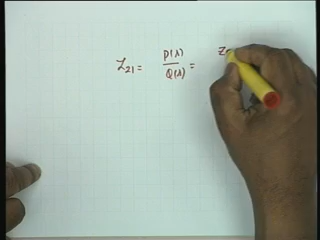 Z₂₁ = P(λ)/Q(λ) =